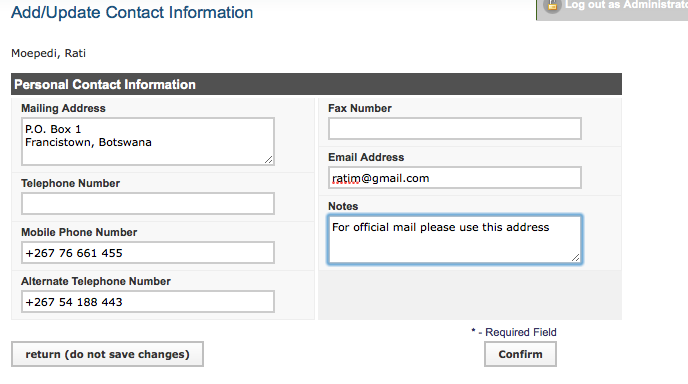 Add/Update Contact Information
Log out as Administrato
Moepedi, Rati
Personal Contact Information
Mailing Address
P.O. Box 1
Francistown, Botswana
Telephone Number
Mobile Phone Number
+267 76 661 455
Alternate Telephone Number
+267 54 188 443
Fax Number
Email Address
ratim@gmail.com
Notes
For official mail please use this address
* - Required Field
return (do not save changes)
Confirm